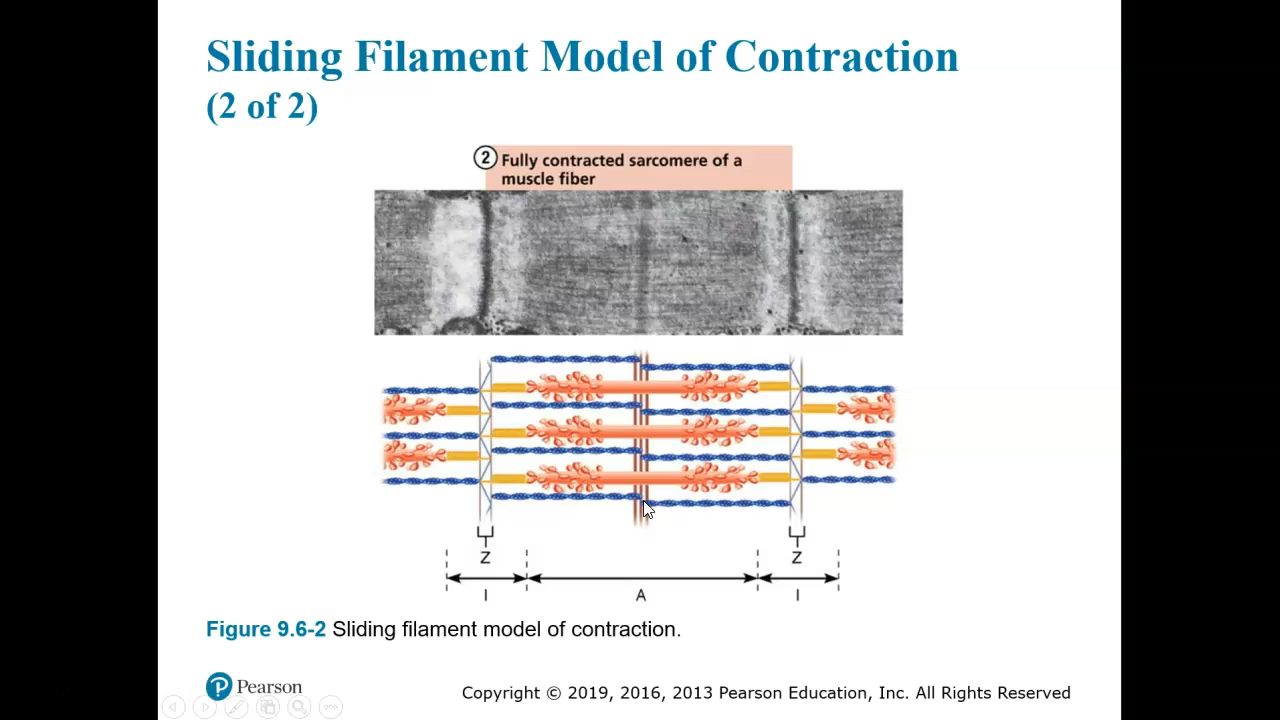 Sliding Filament Model of Contraction
(2 of 2)
2 Fully contracted sarcomere of a
muscle fiber
Z Z
I A I
Figure 9.6-2 Sliding filament model of contraction.
Pearson
Copyright © 2019, 2016, 2013 Pearson Education, Inc. All Rights Reserved